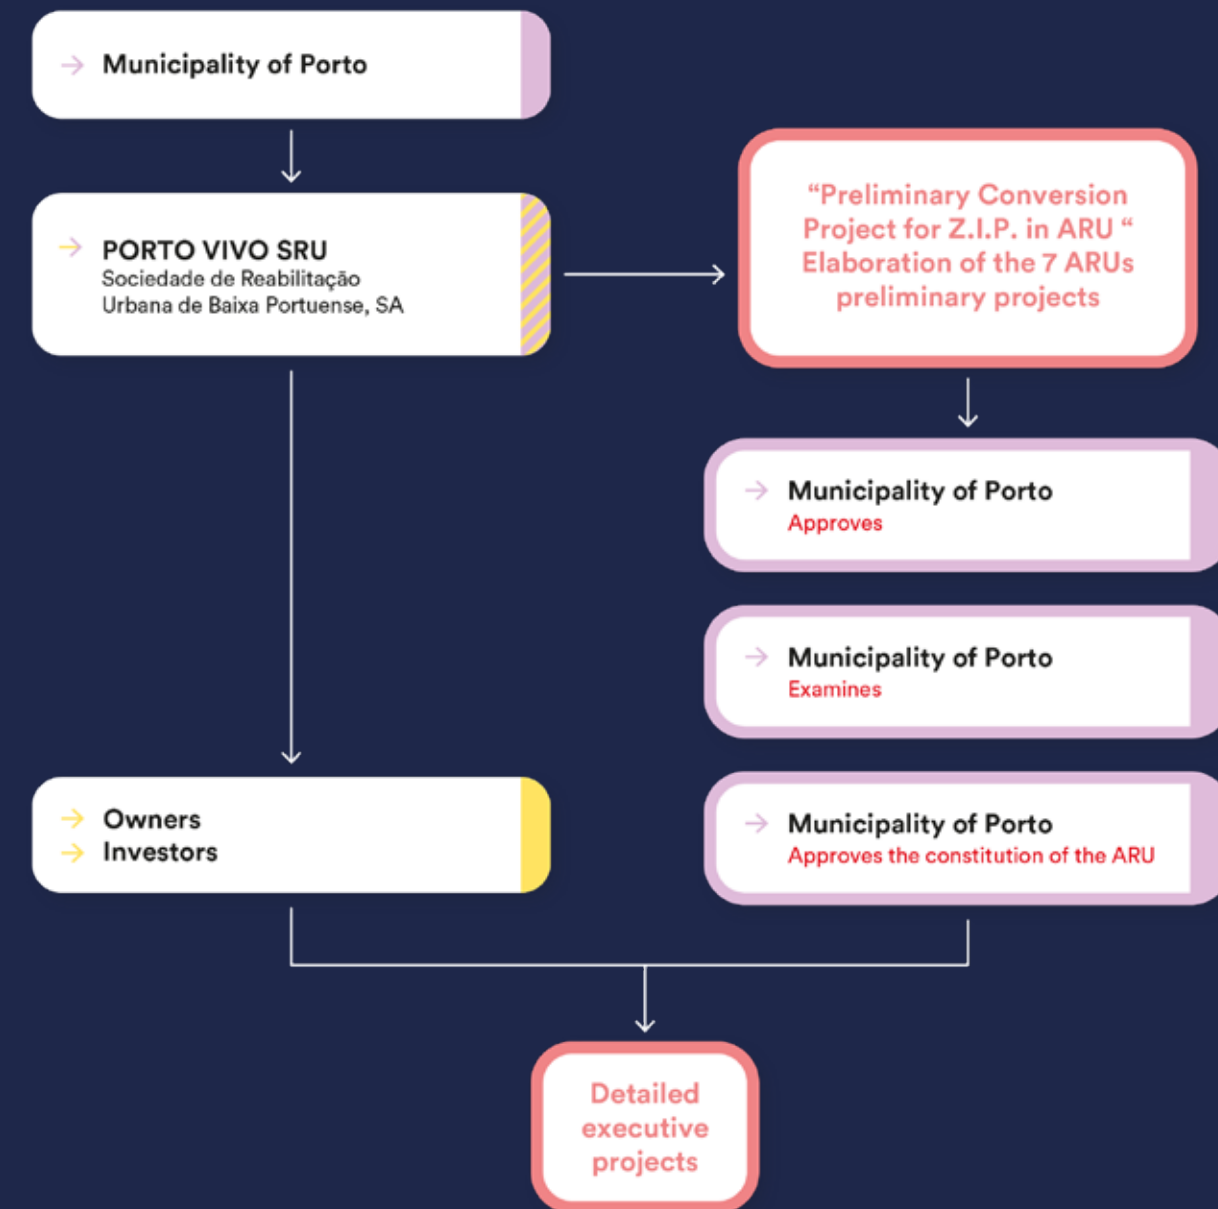 Municipality of Porto
PORTO VIVO SRU
Sociedade de Reabilitação
Urbana de Baixa Portuense, SA
“Preliminary Conversion
Project for Z.I.P. in ARU “
Elaboration of the 7 ARUs
preliminary projects
Municipality of Porto
Approves
Municipality of Porto
Examines
Municipality of Porto
Approves the constitution of the ARU
Owners
Investors
Detailed
executive
projects